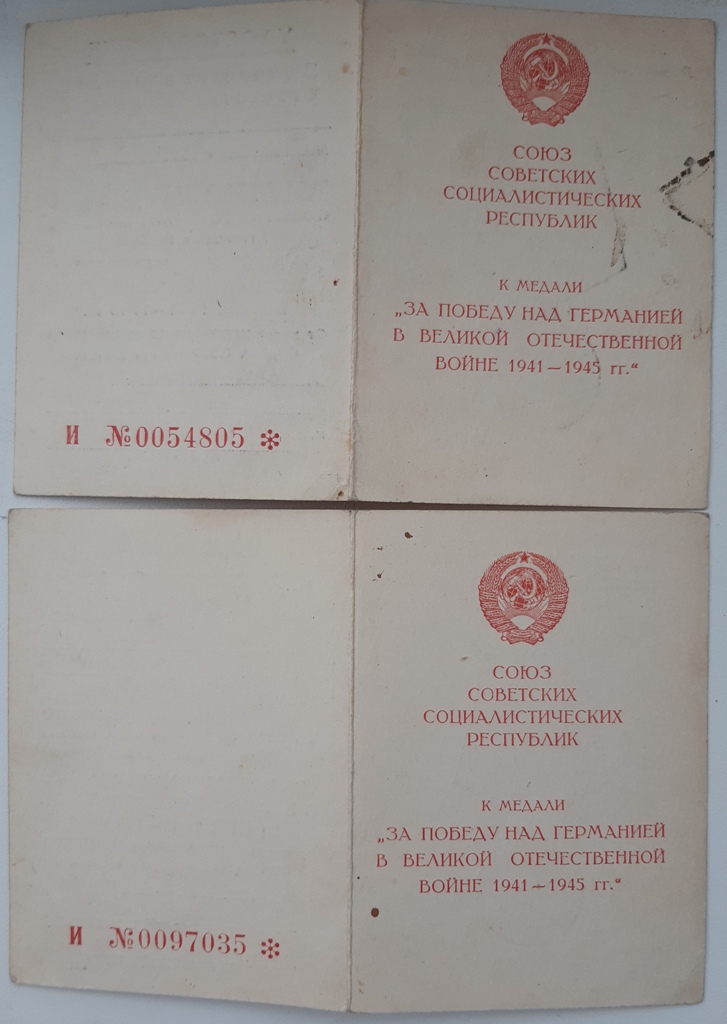 СОЮЗ
СОВЕТСКИХ
СОЦИАЛИСТИЧЕСКИХ
РЕСПУБЛИК
К МЕДАЛИ
„ЗА ПОБЕДУ НАД ГЕРМАНИЕЙ
В ВЕЛИКОЙ ОТЕЧЕСТВЕННОЙ
ВОЙНЕ 1941—1945 гг.“
И №0054805 *
СОЮЗ
СОВЕТСКИХ
СОЦИАЛИСТИЧЕСКИХ
РЕСПУБЛИК
К МЕДАЛИ
„ЗА ПОБЕДУ НАД ГЕРМАНИЕЙ
В ВЕЛИКОЙ ОТЕЧЕСТВЕННОЙ
ВОЙНЕ 1941—1945 гг.“
И №0097035 *